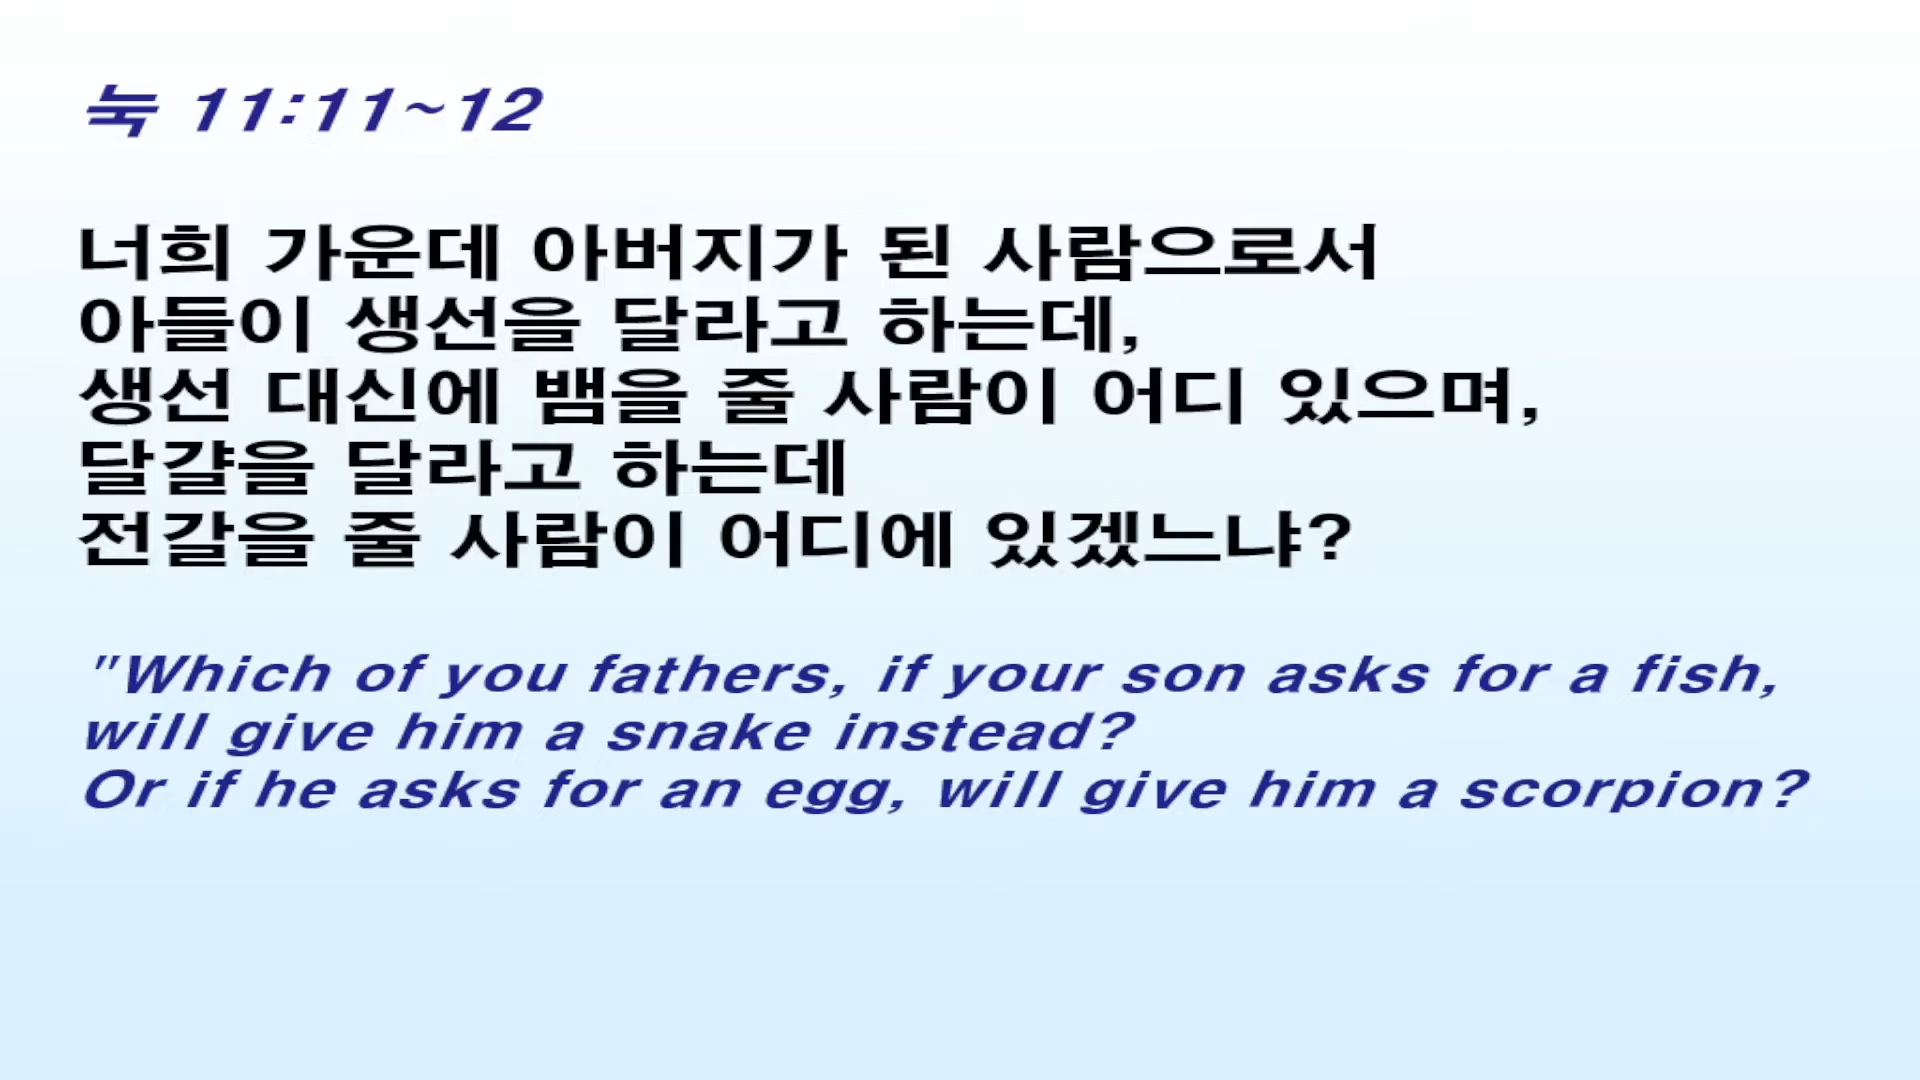 눅 11:11~12
너희 가운데 아버지가 된 사람으로서
아들이 생선을 달라고 하는데,
생선 대신에 뱀을 줄 사람이 어디 있으며,
달걀을 달라고 하는데
전갈을 줄 사람이 어디에 있겠느냐?
"Which of you fathers, if your son asks for a fish,
will give him a snake instead?
Or if he asks for an egg, will give him a scorpion?